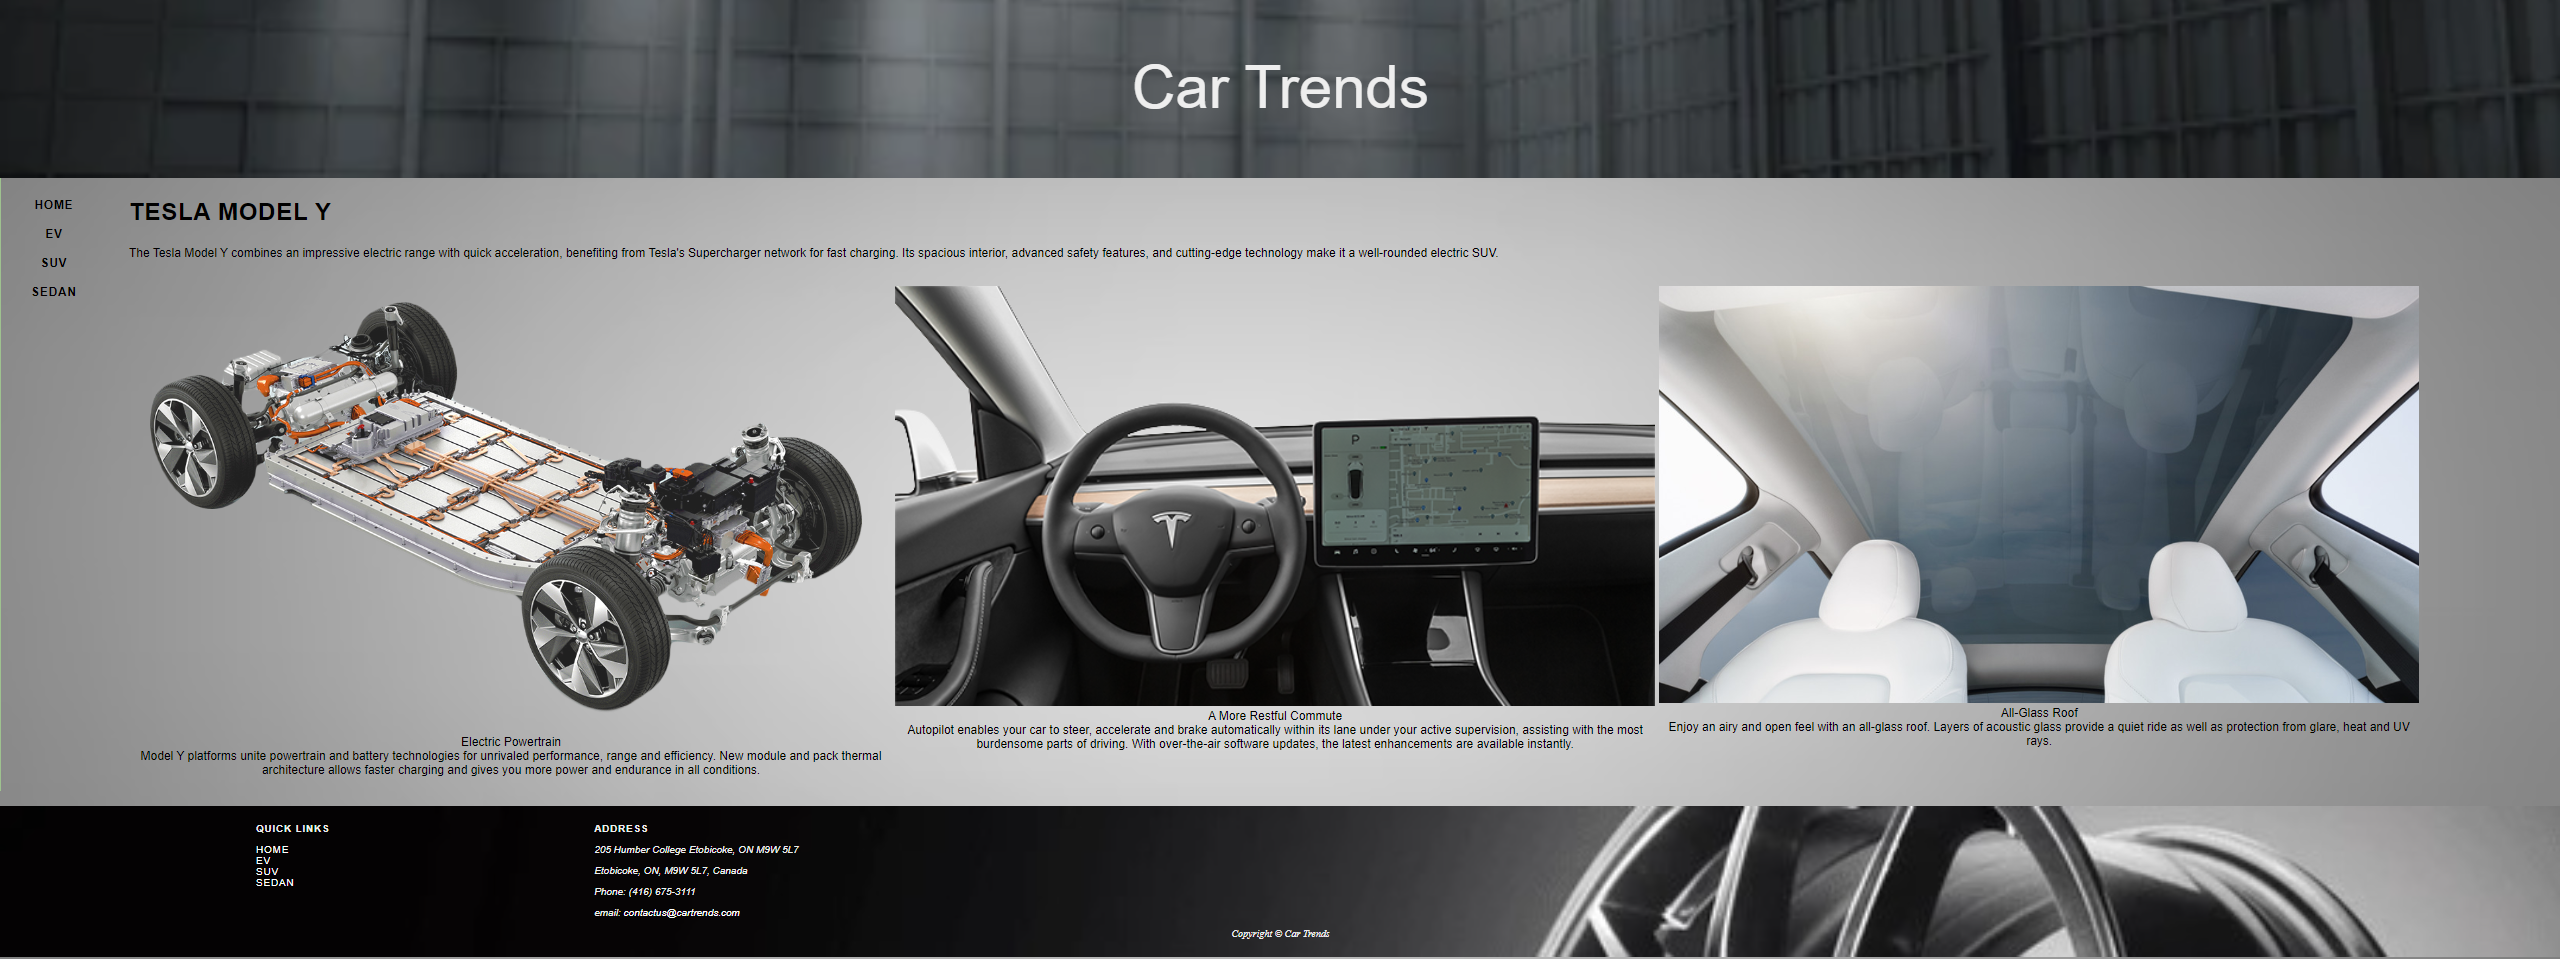 Car Trends
HOME
EV
SUV
SEDAN
TESLA MODEL Y
The Tesla Model Y combines an impressive electric range with quick acceleration, benefiting from Tesla's Supercharger network for fast charging. Its spacious interior, advanced safety features, and cutting-edge technology make it a well-rounded electric SUV.
P
Electric Powertrain
Model Y platforms unite powertrain and battery technologies for unrivaled performance, range and efficiency. New module and pack thermal
architecture allows faster charging and gives you more power and endurance in all conditions.
A More Restful Commute
Autopilot enables your car to steer, accelerate and brake automatically within its lane under your active supervision, assisting with the most
burdensome parts of driving. With over-the-air software updates, the latest enhancements are available instantly.
All-Glass Roof
Enjoy an airy and open feel with an all-glass roof. Layers of acoustic glass provide a quiet ride as well as protection from glare, heat and UV
rays.
QUICK LINKS
HOME
EV
SUV
SEDAN
ADDRESS
205 Humber College Etobicoke, ON M9W 5L7
Etobicoke, ON, M9W 5L7, Canada
Phone: (416) 675-3111
email: contactus@cartrends.com
Copyright © Car Trends